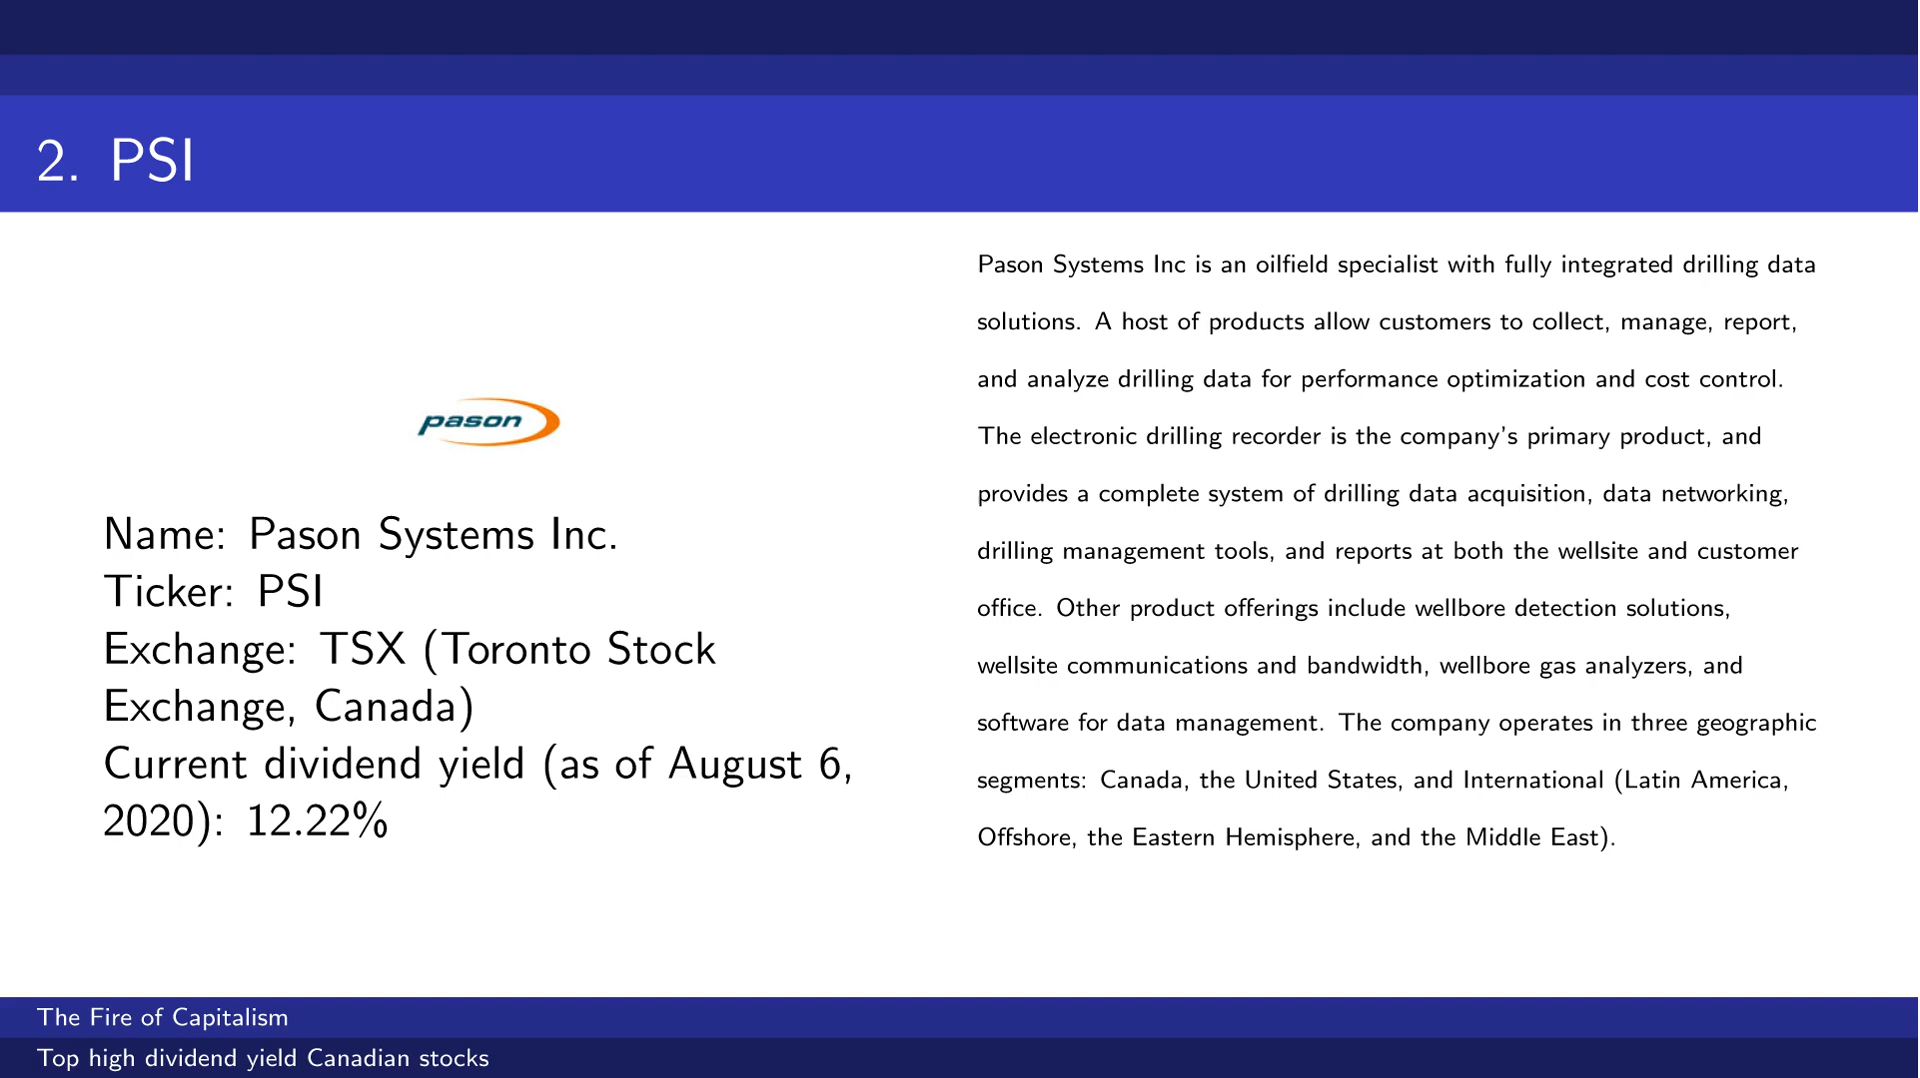 2. PSI
pason
Name: Pason Systems Inc.
Ticker: PSI
Exchange: TSX (Toronto Stock
Exchange, Canada)
Current dividend yield (as of August 6,
2020): 12.22%
Pason Systems Inc is an oilfield specialist with fully integrated drilling data
solutions. A host of products allow customers to collect, manage, report,
and analyze drilling data for performance optimization and cost control.
The electronic drilling recorder is the company's primary product, and
provides a complete system of drilling data acquisition, data networking,
drilling management tools, and reports at both the wellsite and customer
office. Other product offerings include wellbore detection solutions,
wellsite communications and bandwidth, wellbore gas analyzers, and
software for data management. The company operates in three geographic
segments: Canada, the United States, and International (Latin America,
Offshore, the Eastern Hemisphere, and the Middle East).
The Fire of Capitalism
Top high dividend yield Canadian stocks